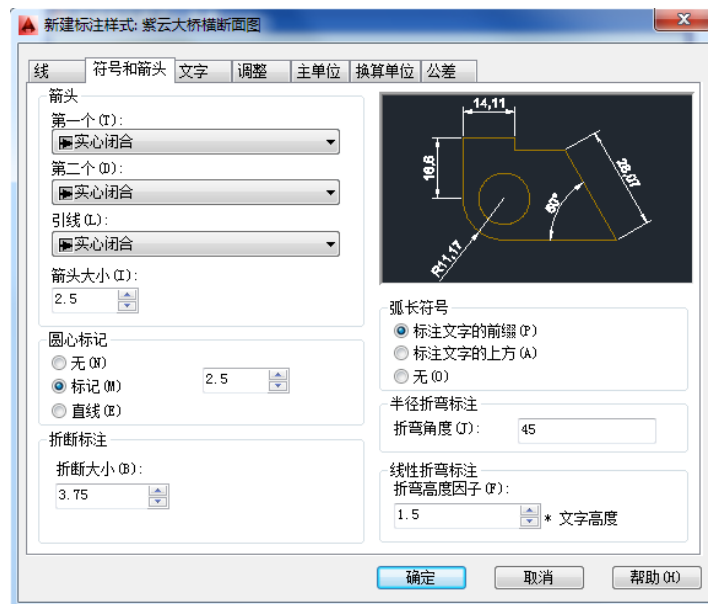 新建标注样式: 紫云大桥横断面图
线 符号和箭头 文字 调整 主单位 换算单位 公差
箭头
第一个(T):
实心闭合
第二个(D):
实心闭合
引线(L):
实心闭合
箭头大小(I):
2.5
圆心标记
无(N)
标记(M)
2.5
直线(E)
折断标注
折断大小(B):
3.75
14,11
16,6
28,07
60°
R11,17
弧长符号
标注文字的前缀(P)
标注文字的上方(A)
无(O)
半径折弯标注
折弯角度(J): 45
线性折弯标注
折弯高度因子(F):
1.5 * 文字高度
确定 取消 帮助(H)